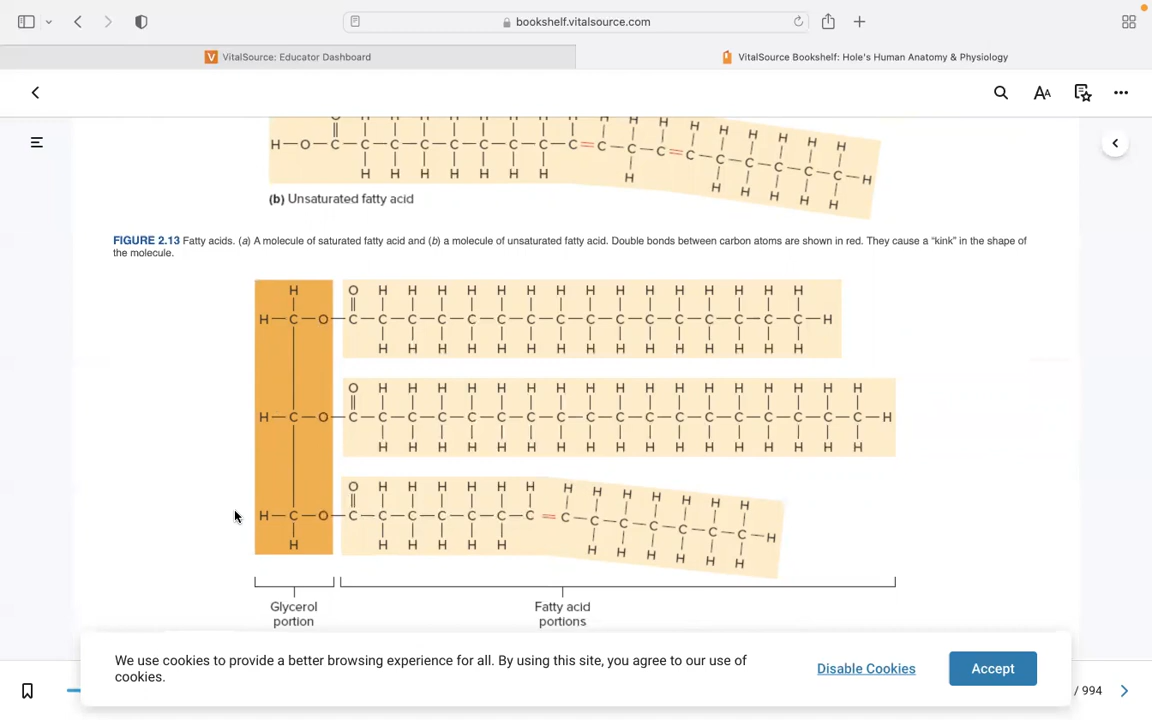 bookshelf.vitalsource.com
VitalSource: Educator Dashboard
VitalSource Bookshelf: Hole's Human Anatomy & Physiology
AA
H—O—C—C—C—C—C—C—C—C—C=C—C—C=C—C—C—C—C—C—H
(b) Unsaturated fatty acid
FIGURE 2.13 Fatty acids. (a) A molecule of saturated fatty acid and (b) a molecule of unsaturated fatty acid. Double bonds between carbon atoms are shown in red. They cause a “kink” in the shape of
the molecule.
H O H H H H H H H H H H H H H H H
H—C—O—C—C—C—C—C—C—C—C—C—C—C—C—C—C—C—C—H
H H H H H H H H H H H H H H H
O H H H H H H H H H H H H H H H H H
H—C—O—C—C—C—C—C—C—C—C—C—C—C—C—C—C—C—C—C—C—H
H H H H H H H H H H H H H H H H H
O H H H H H H H H H H H H H
H—C—O—C—C—C—C—C—C—C=C—C—C—C—C—C—C—H
H H H H H H H H H H H H
Glycerol
portion
Fatty acid
portions
We use cookies to provide a better browsing experience for all. By using this site, you agree to our use of
cookies.
Disable Cookies
Accept
/ 994